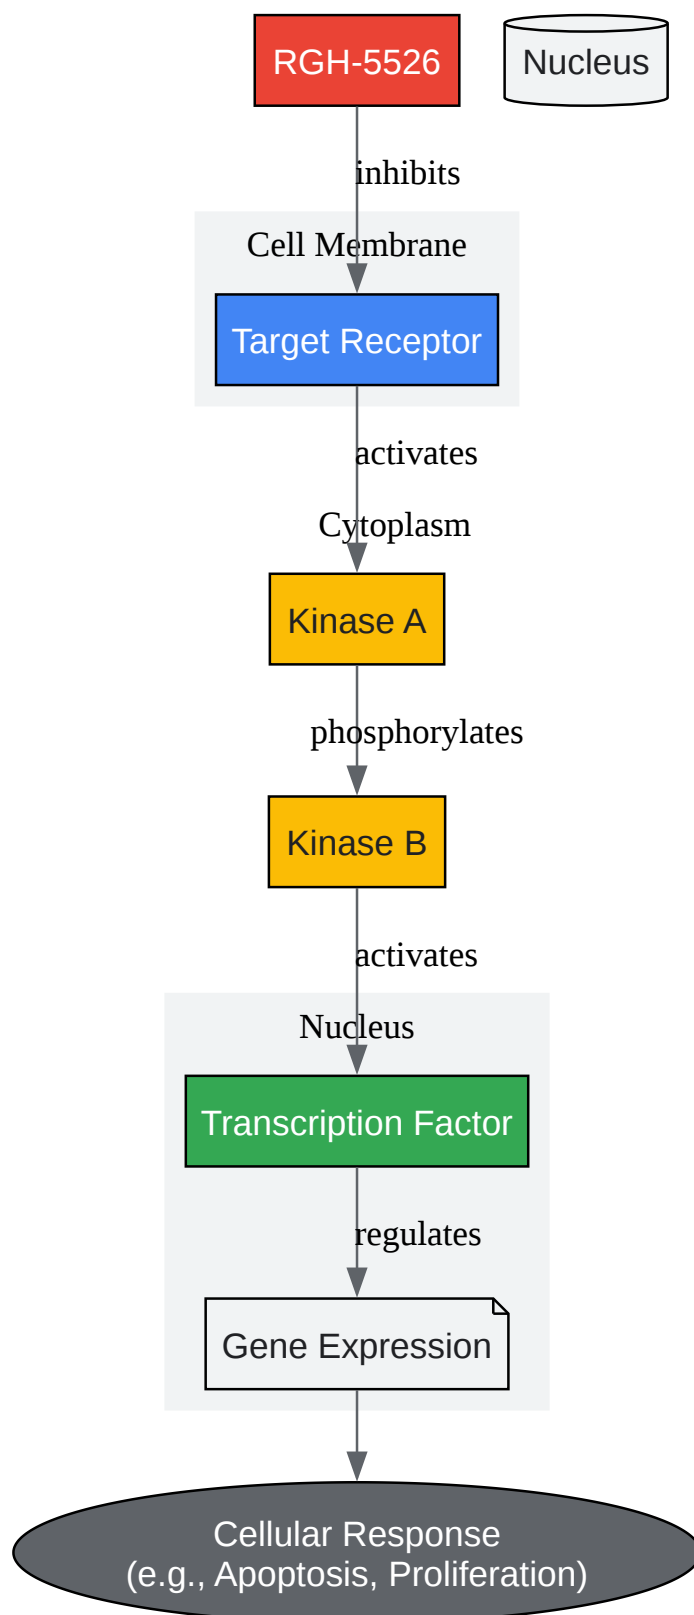 RGH-5526
Nucleus
inhibits
Cell Membrane
Target Receptor
activates
Cytoplasm
Kinase A
phosphorylates
Kinase B
activates
Nucleus
Transcription Factor
regulates
Gene Expression
Cellular Response
(e.g., Apoptosis, Proliferation)